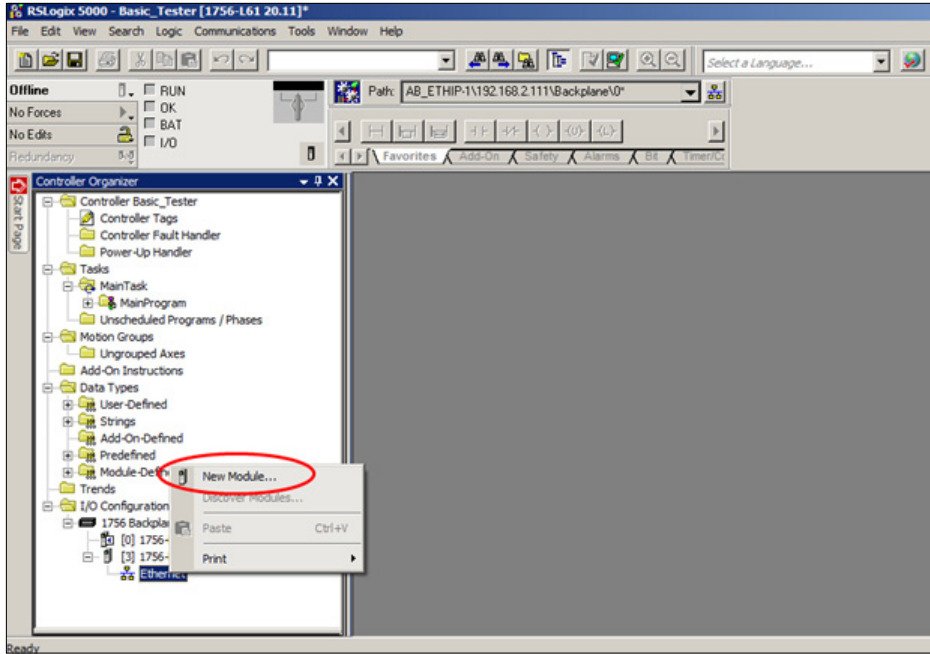 RSLogix 5000 - Basic_Tester [1756-L61 20.11]*
File Edit View Search Logic Communications Tools Window Help
Select a Language...
Offline
RUN
Path: AB_ETHIP-1\192.168.2.111\Backplane\0*
No Forces
OK
No Edits
BAT
I/O
Redundancy
Favorites Add-On Safety Alarms Bit
Start Page
Controller Organizer
Controller Basic_Tester
Controller Tags
Controller Fault Handler
Power-Up Handler
Tasks
MainTask
MainProgram
Unscheduled Programs / Phases
Motion Groups
Ungrouped Axes
Add-On Instructions
Data Types
User-Defined
Strings
Add-On-Defined
Predefined
New Module...
Trends
Discover Modules...
I/O Configuration
1756
Paste Ctrl+V
[0] 1756-
[3] 1756-
Print
Ethernet
Ready